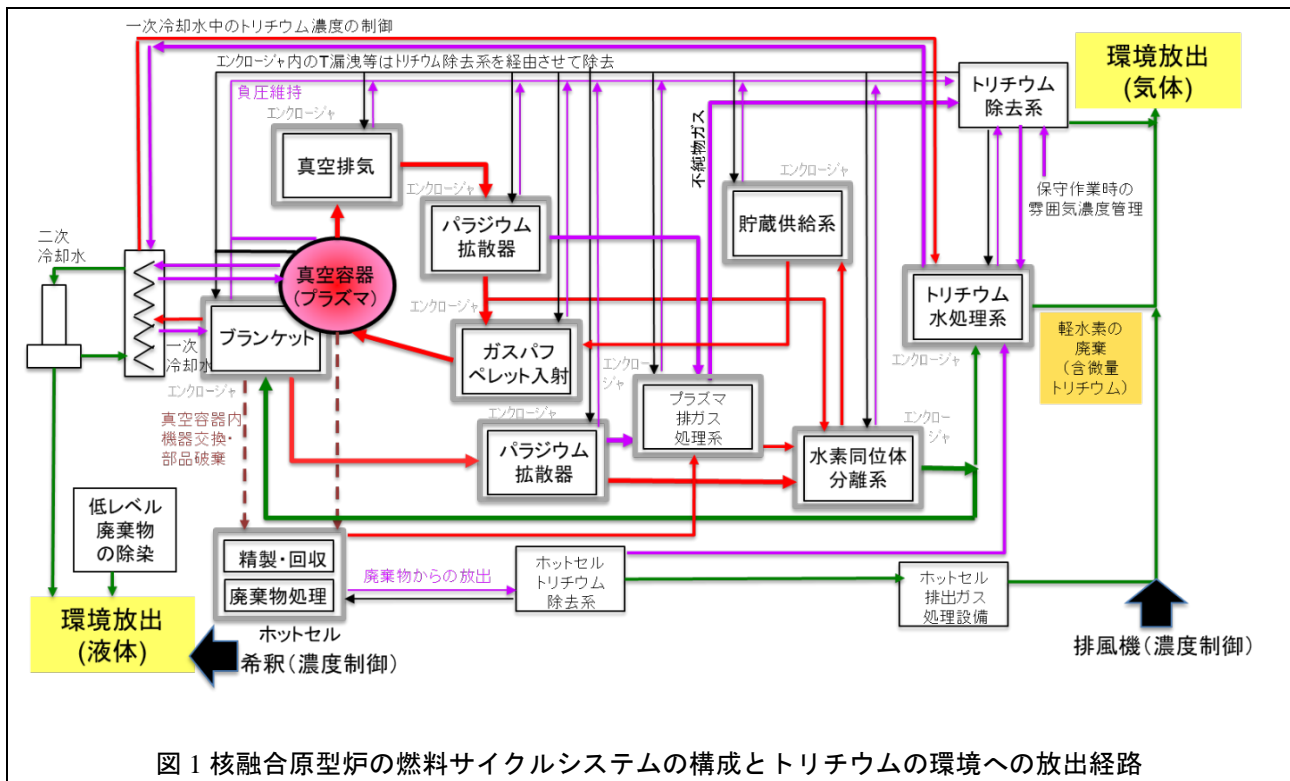 一次冷却水中のトリチウム濃度の制御
エンクロージャ内のT漏洩等はトリチウム除去系を経由させて除去
負圧維持
エンクロージャ
真空排気
エンクロージャ
パラジウム
拡散器
不純物ガス
エンクロージャ
貯蔵供給系
トリチウム
除去系
環境放出
(気体)
保守作業時の
雰囲気濃度管理
二次
冷却水
真空容器
(プラズマ)
ブランケット
一次
冷却水
エンクロージャ
エンクロージャ
ガスパフ
ペレット入射
エンクロー
ジャ
プラズマ
排ガス
処理系
トリチウム
水処理系
エンクロージャ
軽水素の
廃棄
(含微量
トリチウム)
真空容器内
機器交換・
部品破棄
エンクロージャ
パラジウム
拡散器
水素同位体
分離系
エンクロー
ジャ
低レベル
廃棄物
の除染
精製・回収
廃棄物処理
ホットセル
廃棄物からの放出
ホットセル
トリチウム
除去系
ホットセル
排出ガス
処理設備
環境放出
(液体)
希釈(濃度制御)
排風機(濃度制御)
図 1 核融合原型炉の燃料サイクルシステムの構成とトリチウムの環境への放出経路